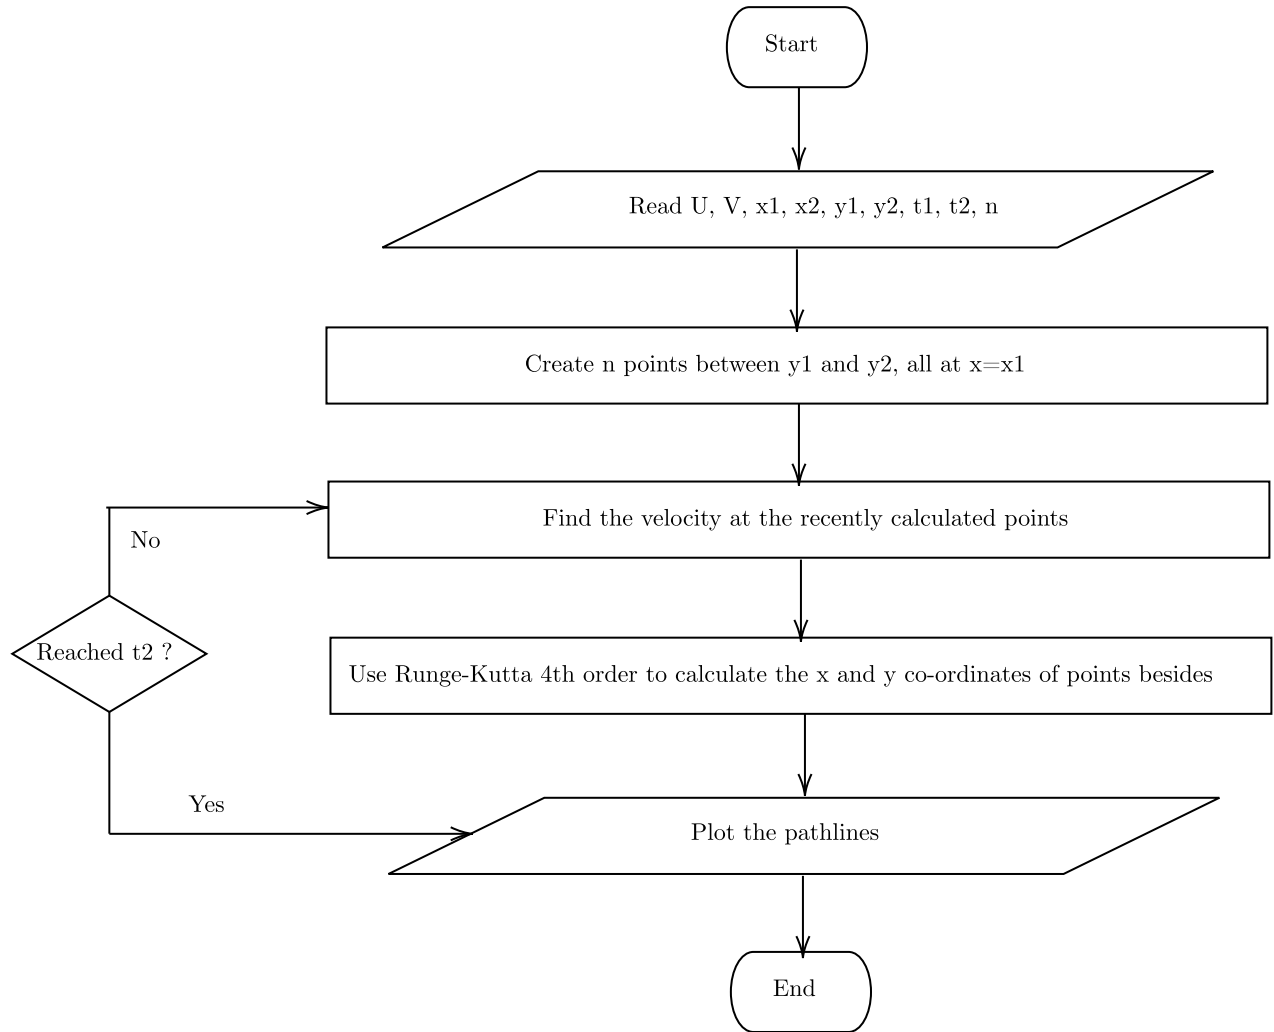 Start
Read U, V, x1, x2, y1, y2, t1, t2, n
Create n points between y1 and y2, all at x=x1
Find the velocity at the recently calculated points
No
Reached t2 ?
Use Runge-Kutta 4th order to calculate the x and y co-ordinates of points besides
Yes
Plot the pathlines
End